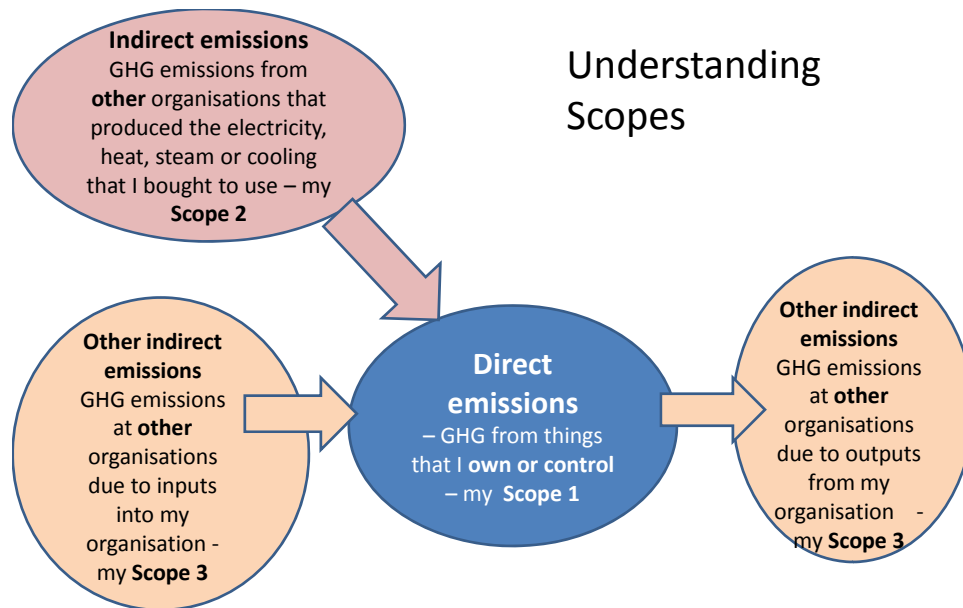 Indirect emissions
GHG emissions from
other organisations that
produced the electricity,
heat, steam or cooling
that I bought to use – my
Scope 2
Understanding
Scopes
Other indirect
emissions
GHG emissions
at other
organisations
due to inputs
into my
organisation -
my Scope 3
Direct
emissions
– GHG from things
that I own or control
– my Scope 1
Other indirect
emissions
GHG emissions
at other
organisations
due to outputs
from my
organisation -
my Scope 3